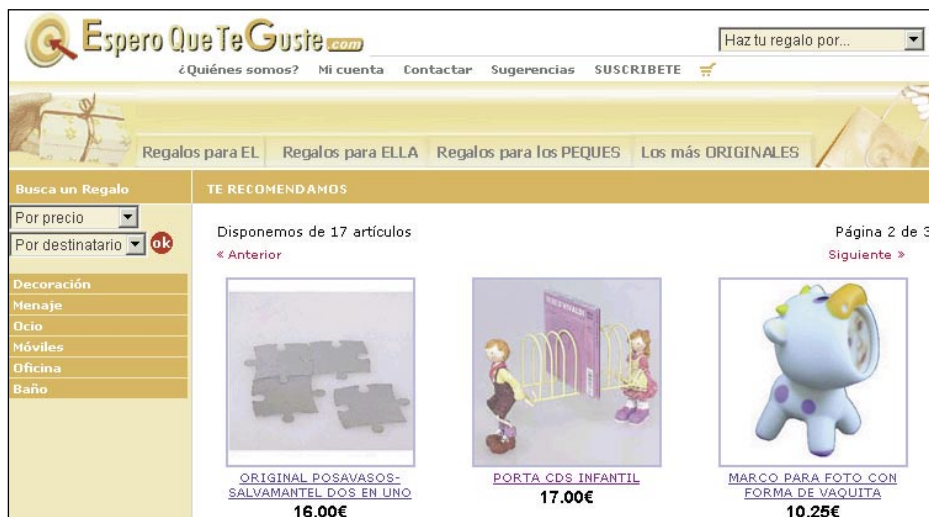 Espero Que Te Guste.com
Haz tu regalo por...
¿Quiénes somos? Mi cuenta Contactar Sugerencias SUSCRIBETE
Regalos para EL Regalos para ELLA Regalos para los PEQUES Los más ORIGINALES
Busca un Regalo
TE RECOMENDAMOS
Por precio
Por destinatario ok
Disponemos de 17 artículos
Página 2 de 3
« Anterior
Siguiente »
Decoración
Menaje
Ocio
Móviles
Oficina
Baño
ORIGINAL POSAVASOS-
SALVAMANTEL DOS EN UNO
16.00€
PORTA CDS INFANTIL
17.00€
MARCO PARA FOTO CON
FORMA DE VAQUITA
10.25€